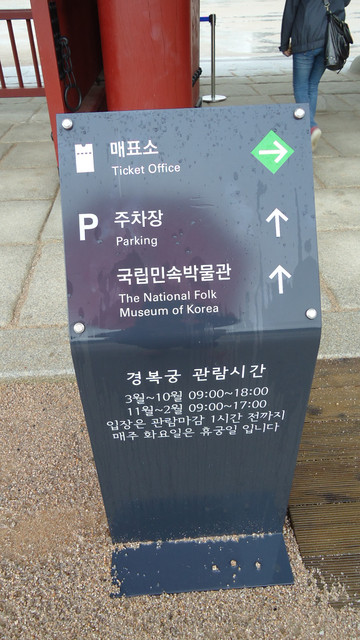 매표소
Ticket Office
P 주차장
Parking
국립민속박물관
The National Folk
Museum of Korea
경복궁 관람시간
3월~10월 09:00~18:00
11월~2월 09:00~17:00
입장은 관람마감 1시간 전까지
매주 화요일은 휴궁일 입니다